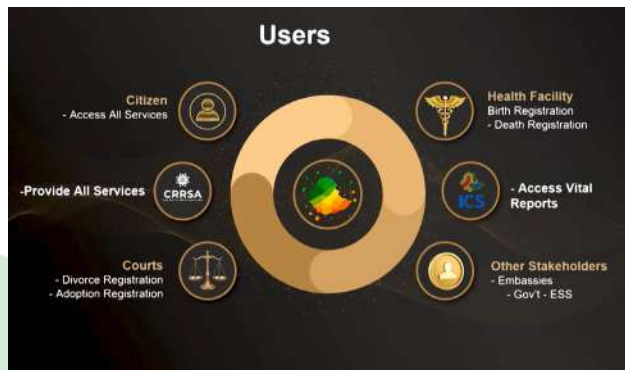 Users
Citizen
- Access All Services
CRRSA
-Provide All Services
Courts
- Divorce Registration
- Adoption Registration
Health Facility
Birth Registration
- Death Registration
ICS
- Access Vital
Reports
Other Stakeholders
- Embassies
- Gov't - ESS